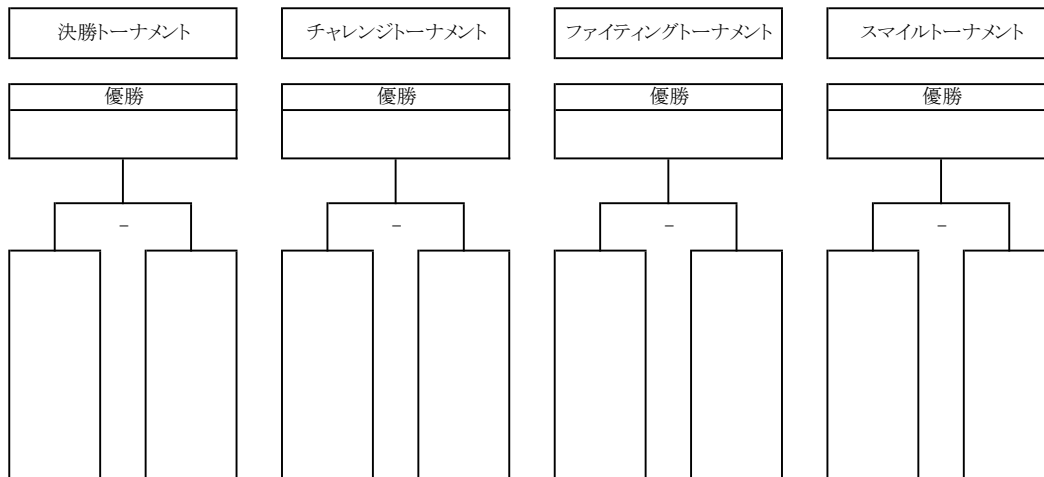 決勝トーナメント
チャレンジトーナメント
ファイティングトーナメント
スマイルトーナメント
優勝
優勝
優勝
優勝
－
－
－
－